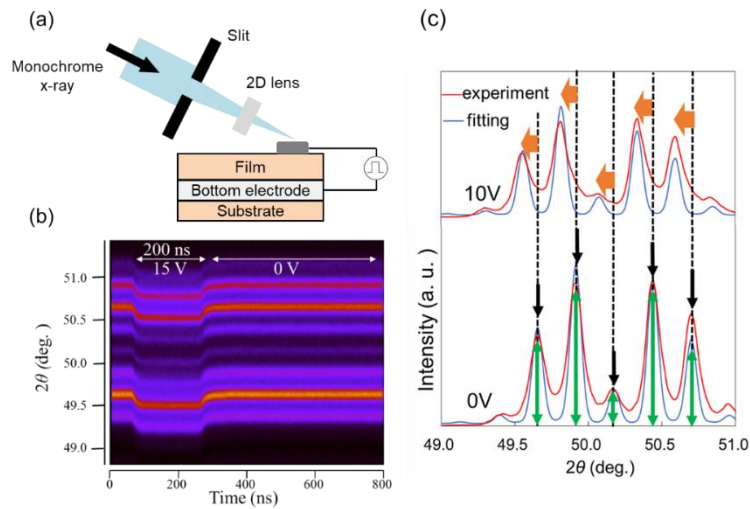 (a)
Slit
Monochrome
x-ray
2D lens
Film
Bottom electrode
Substrate
(b)
200 ns
15 V
0 V
51.0
50.5
50.0
49.5
49.0
2θ (deg.)
0
200
400
600
800
Time (ns)
(c)
experiment
fitting
10V
0V
Intensity (a. u.)
49.0
49.5
50.0
50.5
51.0
2θ (deg.)